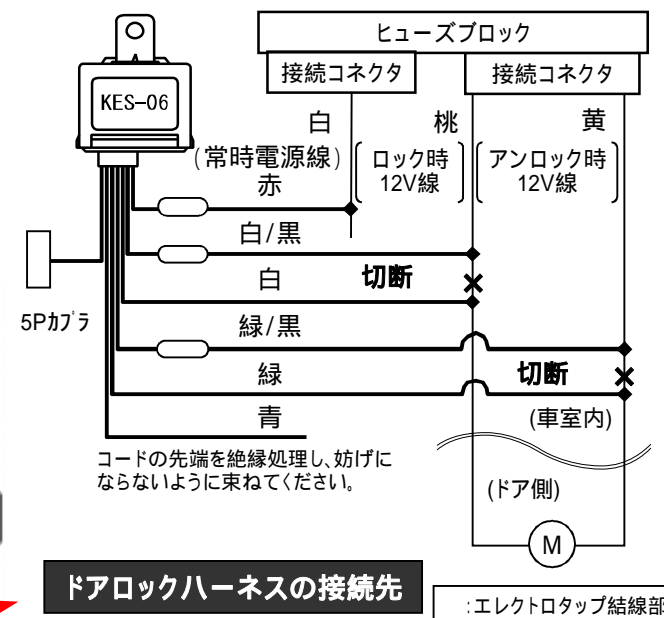 ヒューズブロック
接続コネクタ
接続コネクタ
KES-06
白
桃
黄
(常時電源線)
ロック時
12V線
アンロック時
12V線
赤
白/黒
白
切断
5Pカプラ
緑/黒
緑
切断
青
(車室内)
コードの先端を絶縁処理し、妨げに
ならないように束ねてください。
(ドア側)
M
ドアロックハーネスの接続先
:エレクトロタップ結線部